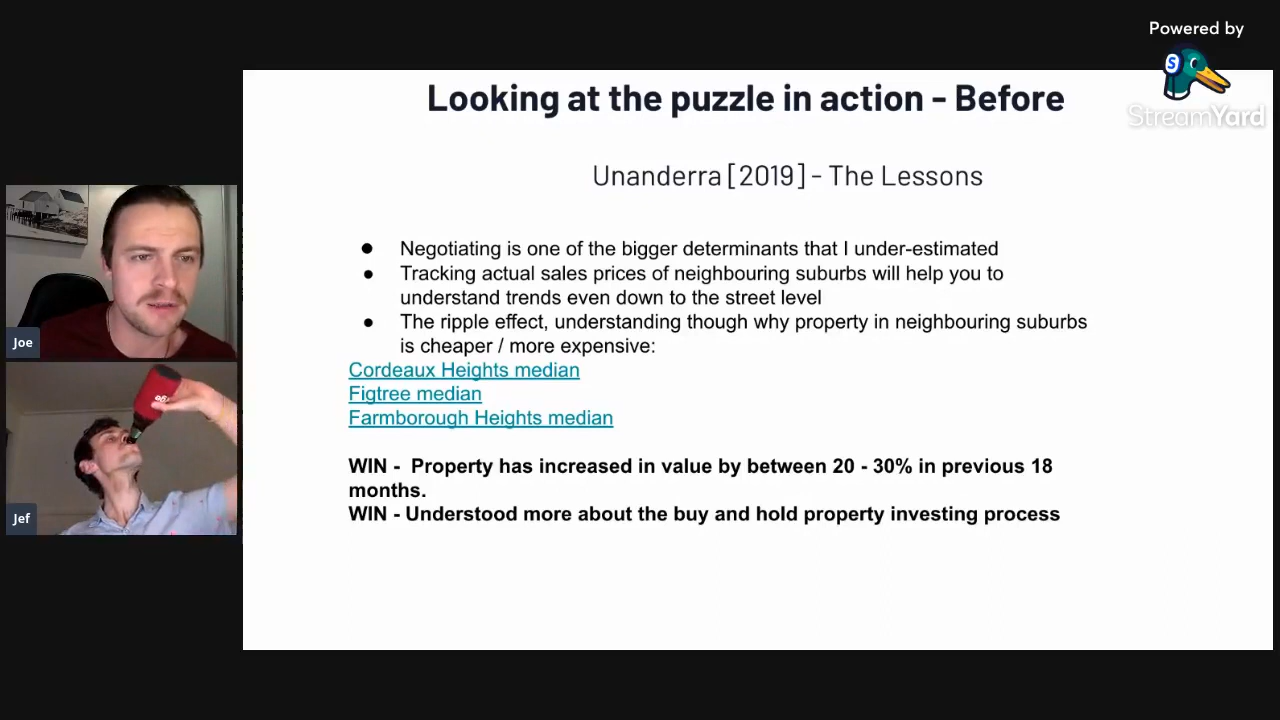 Powered by
StreamYard
Looking at the puzzle in action - Before
Unanderra [2019] - The Lessons
● Negotiating is one of the bigger determinants that I under-estimated
● Tracking actual sales prices of neighbouring suburbs will help you to
understand trends even down to the street level
● The ripple effect, understanding though why property in neighbouring suburbs
is cheaper / more expensive:
Cordeaux Heights median
Figtree median
Farmborough Heights median
WIN - Property has increased in value by between 20 - 30% in previous 18
months.
WIN - Understood more about the buy and hold property investing process
Joe
Jef